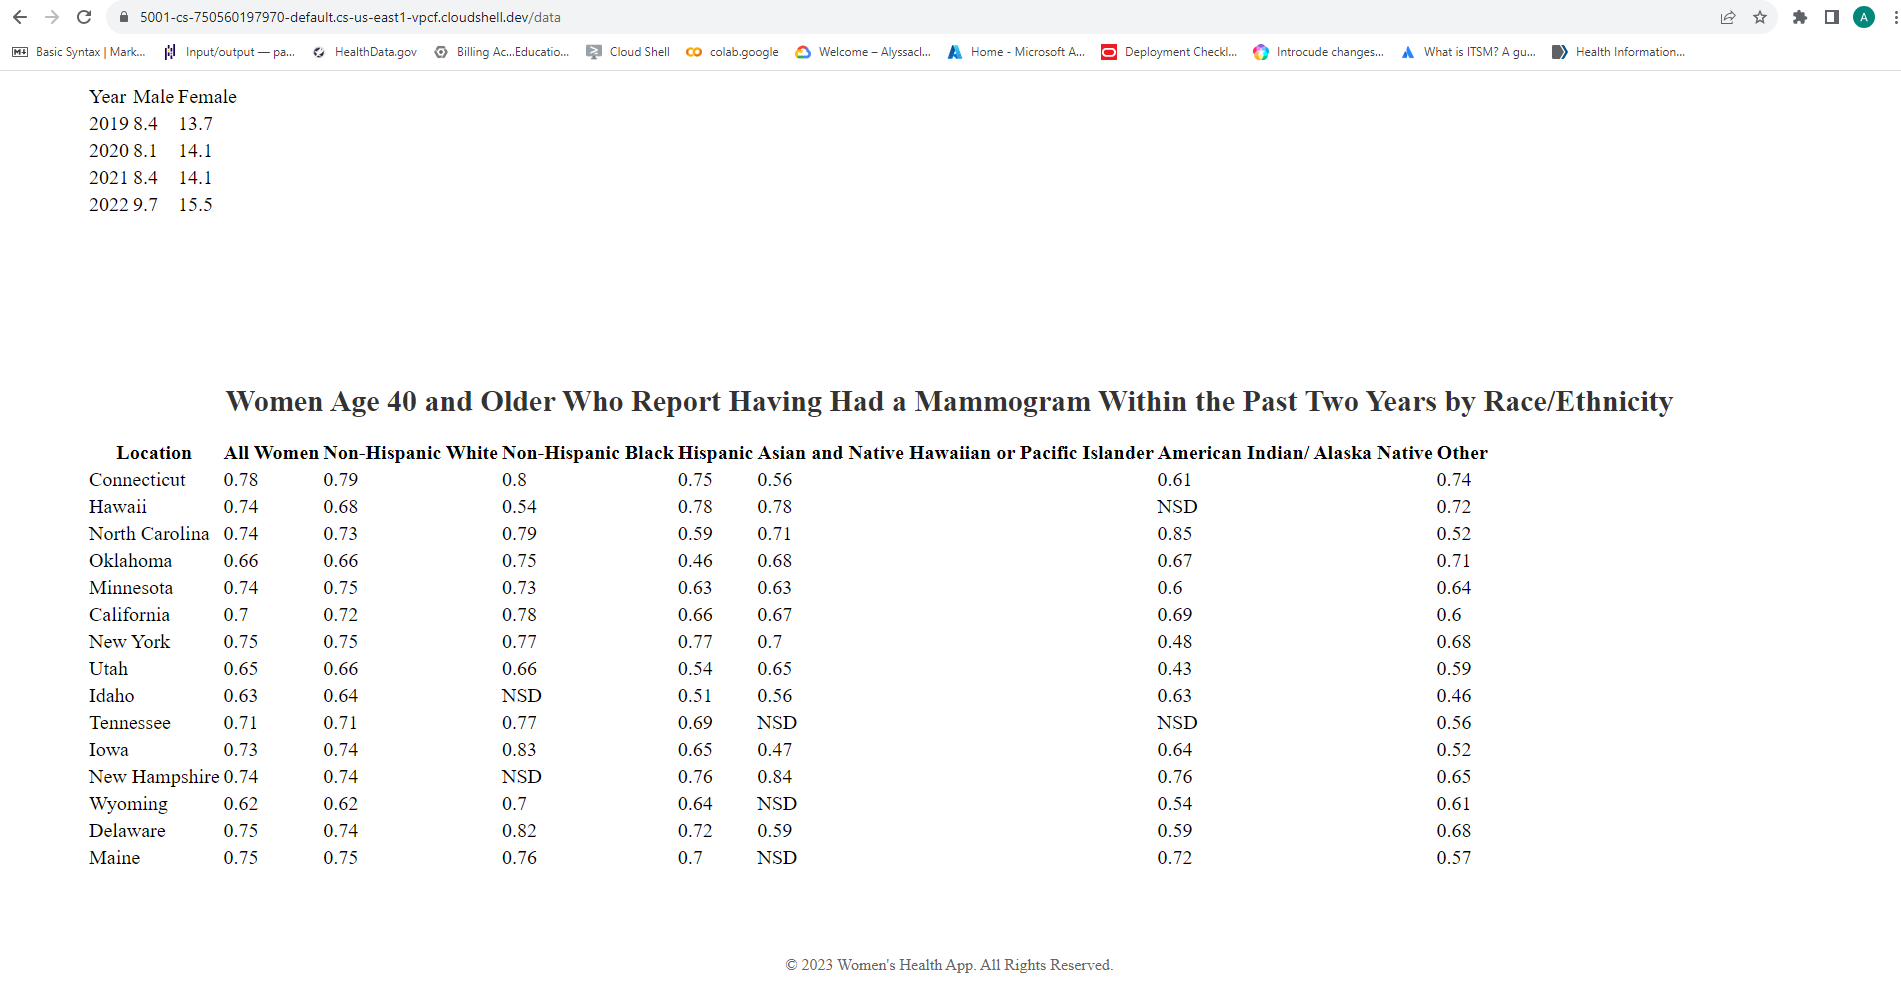 5001-cs-750560197970-default.cs-us-east1-vpcf.cloudshell.dev/data
A
Basic Syntax | Mark... Input/output — pa... HealthData.gov Billing Ac...Educatio... Cloud Shell colab.google Welcome – Alyssacl... Home - Microsoft A... Deployment Checkl... Introcude changes... What is ITSM? A gu... Health Information...
Year Male Female
2019 8.4 13.7
2020 8.1 14.1
2021 8.4 14.1
2022 9.7 15.5
Women Age 40 and Older Who Report Having Had a Mammogram Within the Past Two Years by Race/Ethnicity
Location All Women Non-Hispanic White Non-Hispanic Black Hispanic Asian and Native Hawaiian or Pacific Islander American Indian/ Alaska Native Other
Connecticut 0.78 0.79 0.8 0.75 0.56 0.61 0.74
Hawaii 0.74 0.68 0.54 0.78 0.78 NSD 0.72
North Carolina 0.74 0.73 0.79 0.59 0.71 0.85 0.52
Oklahoma 0.66 0.66 0.75 0.46 0.68 0.67 0.71
Minnesota 0.74 0.75 0.73 0.63 0.63 0.6 0.64
California 0.7 0.72 0.78 0.66 0.67 0.69 0.6
New York 0.75 0.75 0.77 0.77 0.7 0.48 0.68
Utah 0.65 0.66 0.66 0.54 0.65 0.43 0.59
Idaho 0.63 0.64 NSD 0.51 0.56 0.63 0.46
Tennessee 0.71 0.71 0.77 0.69 NSD NSD 0.56
Iowa 0.73 0.74 0.83 0.65 0.47 0.64 0.52
New Hampshire 0.74 0.74 NSD 0.76 0.84 0.76 0.65
Wyoming 0.62 0.62 0.7 0.64 NSD 0.54 0.61
Delaware 0.75 0.74 0.82 0.72 0.59 0.59 0.68
Maine 0.75 0.75 0.76 0.7 NSD 0.72 0.57
© 2023 Women's Health App. All Rights Reserved.